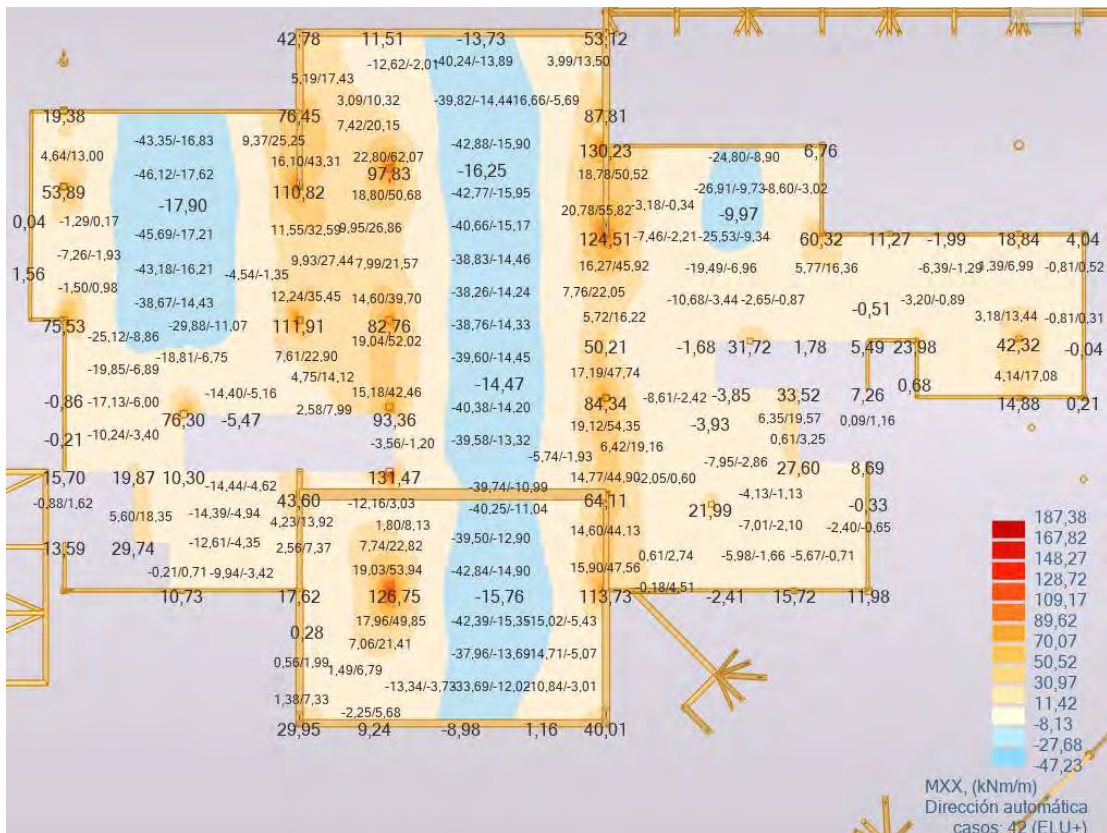 42,78 11,51 -13,73 53,12
-12,62/-2,01 -40,24/-13,89 3,99/13,50
5,19/17,43
3,09/10,32 -39,82/-14,44 16,66/-5,69
19,38 76,45 87,81
7,42/20,15
-43,35/-16,83 9,37/25,25 -42,88/-15,90
4,64/13,00 16,10/43,31 22,80/62,07 130,23 -24,80/-8,90 6,76
-46,12/-17,62 97,83 -16,25 18,78/50,52
53,89 110,82 18,80/50,68 -42,77/-15,95 -26,91/-9,73 -8,60/-3,02
-17,90 20,78/55,82 -3,18/-0,34 -9,97
0,04 -1,29/0,17 11,55/32,59 9,95/26,86 -40,66/-15,17
-45,69/-17,21 124,51 -7,46/-2,21 -25,53/-9,34 60,32 11,27 -1,99 18,84 4,04
-7,26/-1,93 9,93/27,44 7,99/21,57 -38,83/-14,46 16,27/45,92 -19,49/-6,96 5,77/16,36 -6,39/-1,29 1,39/6,99 -0,81/0,52
1,56 -43,18/-16,21 -4,54/-1,35
-1,50/0,98 12,24/35,45 14,60/39,70 -38,26/-14,24 7,76/22,05 -10,68/-3,44 -2,65/-0,87 -3,20/-0,89
-38,67/-14,43 -0,51
75,53 -29,88/-11,07 111,91 82,76 -38,76/-14,33 5,72/16,22 3,18/13,44 -0,81/0,31
-25,12/-8,86 19,04/52,02
-18,81/-6,75 7,61/22,90 -39,60/-14,45 50,21 -1,68 31,72 1,78 5,49 23,98 42,32 -0,04
-19,85/-6,89 4,75/14,12 17,19/47,74 4,14/17,08
-14,40/-5,16 15,18/42,46 -14,47 0,68
-0,86 -17,13/-6,00 2,58/7,99 -40,38/-14,20 84,34 -8,61/-2,42 -3,85 33,52 7,26 14,88 0,21
76,30 -5,47 93,36 19,12/54,35 -3,93 6,35/19,57 0,09/1,16
-0,21 -10,24/-3,40 -3,56/-1,20 -39,58/-13,32 6,42/19,16 0,61/3,25
-5,74/-1,93 -7,95/-2,86
15,70 19,87 10,30 131,47 14,77/44,90 -2,05/0,60 27,60 8,69
-14,44/-4,62 -39,74/-10,99
-0,88/1,62 43,60 -12,16/3,03 -40,25/-11,04 64,11 -4,13/-1,13 -0,33
5,60/18,35 -14,39/-4,94 4,23/13,92 1,80/8,13 21,99
14,60/44,13 -7,01/-2,10 -2,40/-0,65
13,59 29,74 -12,61/-4,35 2,56/7,37 7,74/22,82 -39,50/-12,90
0,61/2,74 -5,98/-1,66 -5,67/-0,71
-0,21/0,71 -9,94/-3,42 19,03/53,94 -42,84/-14,90 15,90/47,56
-0,18/4,51
10,73 17,62 126,75 -15,76 113,73 -2,41 15,72 11,98
17,96/49,85 -42,39/-15,35 -15,02/-5,43
0,28 7,06/21,41
0,56/1,99 1,49/6,79 -37,96/-13,69 14,71/-5,07
-13,34/-3,73 33,69/-12,02 10,84/-3,01
1,38/7,33
-2,25/5,68
29,95 9,24 -8,98 1,16 40,01
187,38
167,82
148,27
128,72
109,17
89,62
70,07
50,52
30,97
11,42
-8,13
-27,68
-47,23
MXX, (kNm/m)
Dirección automática
casos: 42 (ELU+)